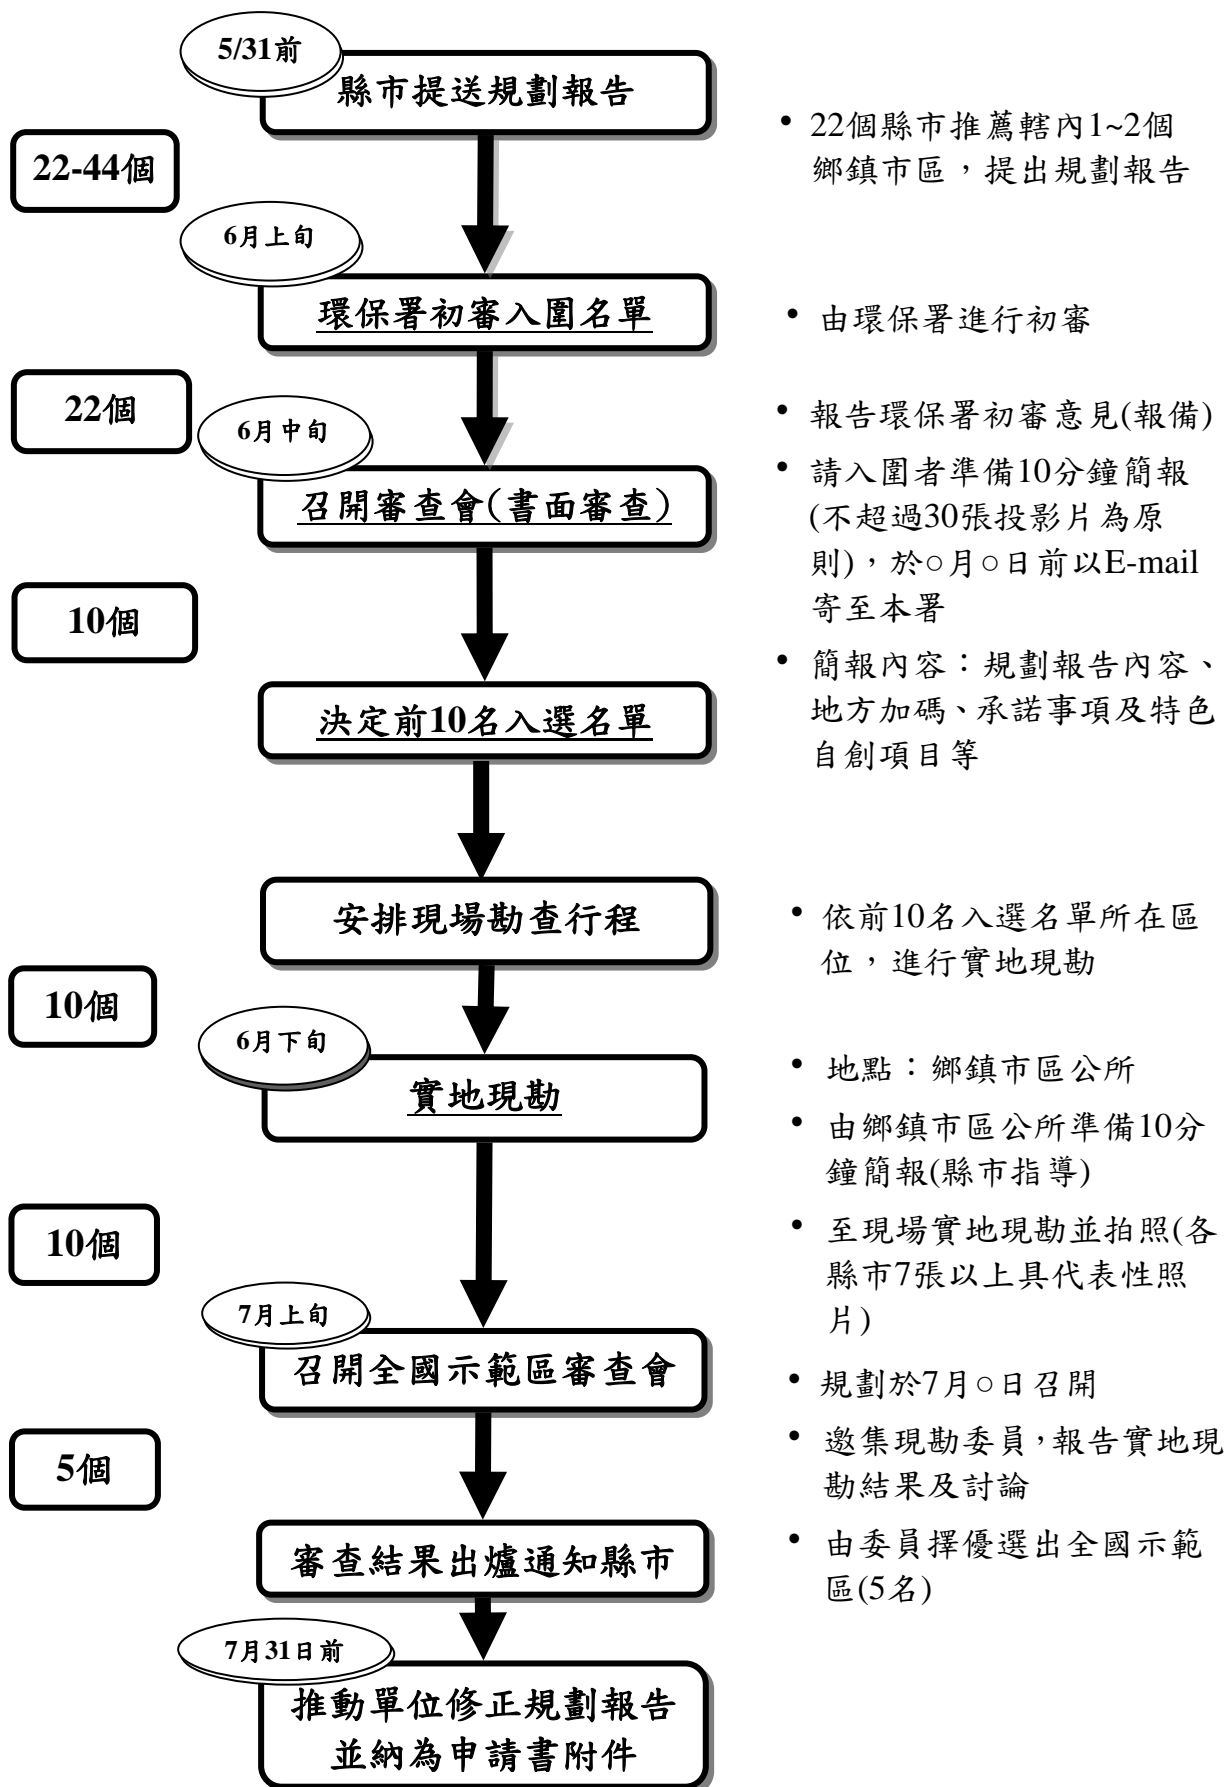 5/31前
縣市提送規劃報告
• 22個縣市推薦轄內1~2個
鄉鎮市區，提出規劃報告
22-44個
6月上旬
環保署初審入圍名單
• 由環保署進行初審
22個
6月中旬
召開審查會(書面審查)
• 報告環保署初審意見(報備)
• 請入圍者準備10分鐘簡報
(不超過30張投影片為原
則)，於○月○日前以E-mail
寄至本署
• 簡報內容：規劃報告內容、
地方加碼、承諾事項及特色
自創項目等
10個
決定前10名入選名單
安排現場勘查行程
• 依前10名入選名單所在區
位，進行實地現勘
10個
6月下旬
實地現勘
• 地點：鄉鎮市區公所
• 由鄉鎮市區公所準備10分
鐘簡報(縣市指導)
• 至現場實地現勘並拍照(各
縣市7張以上具代表性照
片)
10個
7月上旬
召開全國示範區審查會
• 規劃於7月○日召開
• 邀集現勘委員，報告實地現
勘結果及討論
• 由委員擇優選出全國示範
區(5名)
5個
審查結果出爐通知縣市
7月31日前
推動單位修正規劃報告
並納為申請書附件